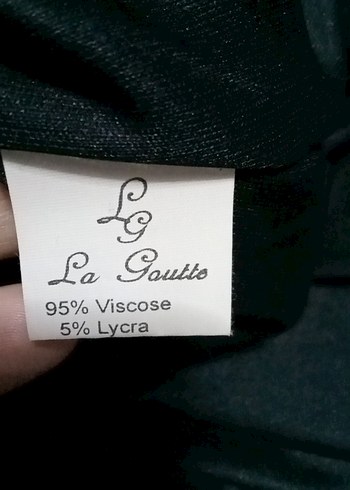 LG
La Goutte
95% Viscose
5% Lycra